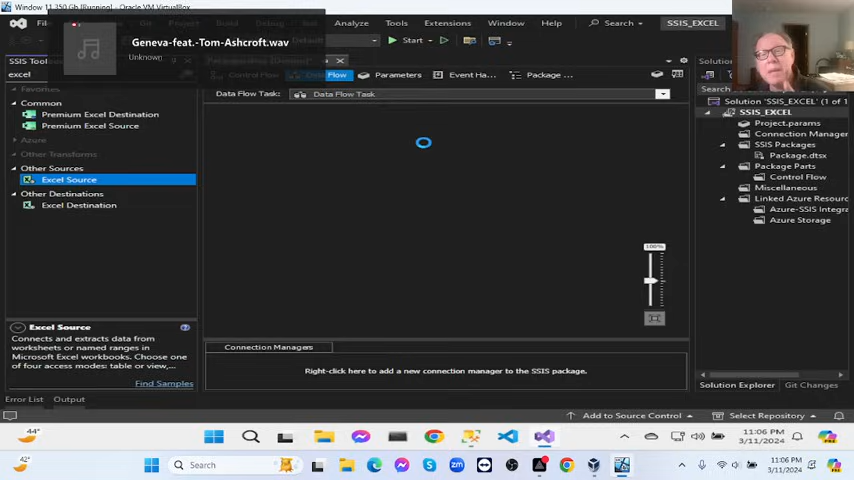 Window 11 350 Gb [Running] - Oracle VM VirtualBox
Geneva-feat.-Tom-Ashcroft.wav
Unknown
Analyze
Tools
Extensions
Window
Help
Search
SSIS_EXCEL
Start
SSIS Tool
excel
Flow
Parameters
Event Ha...
Package ...
Data Flow Task:
Data Flow Task
Common
Premium Excel Destination
Premium Excel Source
Azure
Other Transforms
Other Sources
Excel Source
Other Destinations
Excel Destination
Excel Source
Connects and extracts data from
worksheets or named ranges in
Microsoft Excel workbooks. Choose one
of four access modes: table or view,...
Find Samples
100%
Connection Managers
Right-click here to add a new connection manager to the SSIS package.
Search
Solution 'SSIS_EXCEL' (1 of 1
SSIS_EXCEL
Project.params
Connection Manager
SSIS Packages
Package.dtsx
Package Parts
Control Flow
Miscellaneous
Linked Azure Resourc
Azure-SSIS Integra
Azure Storage
Solution Explorer
Git Changes
Error List
Output
Add to Source Control
Select Repository
44°
11:06 PM
3/11/2024
42°
Search
11:06 PM
3/11/2024